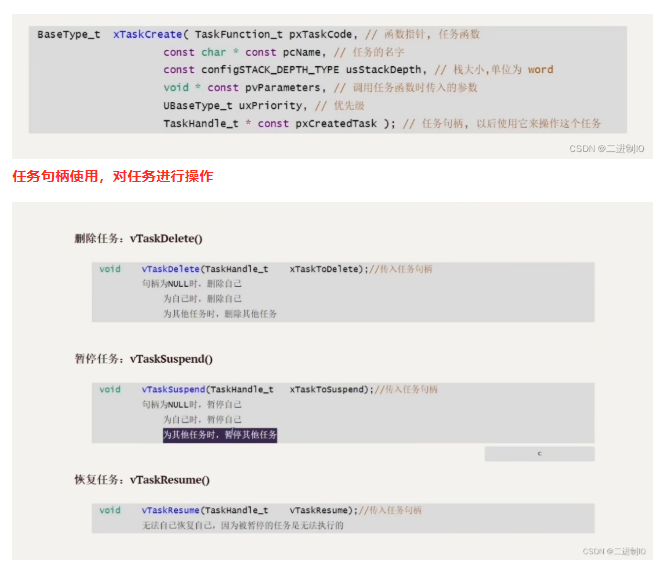 BaseType_t xTaskCreate( TaskFunction_t pxTaskCode, // 函数指针, 任务函数
const char * const pcName, // 任务的名字
const configSTACK_DEPTH_TYPE usStackDepth, // 栈大小,单位为 word
void * const pvParameters, // 调用任务函数时传入的参数
UBaseType_t uxPriority, // 优先级
TaskHandle_t * const pxCreatedTask ); // 任务句柄, 以后使用它来操作这个任务
CSDN @二进制IO
任务句柄使用，对任务进行操作
删除任务：vTaskDelete()
void vTaskDelete(TaskHandle_t xTaskToDelete);//传入任务句柄
句柄为NULL时，删除自己
为自己时，删除自己
为其他任务时，删除其他任务
暂停任务：vTaskSuspend()
void vTaskSuspend(TaskHandle_t xTaskToSuspend);//传入任务句柄
句柄为NULL时，暂停自己
为自己时，暂停自己
为其他任务时，暂停其他任务
c
恢复任务：vTaskResume()
void vTaskResume(TaskHandle_t vTaskResume);//传入任务句柄
无法自己恢复自己，因为被暂停的任务是无法执行的
CSDN @二进制IO